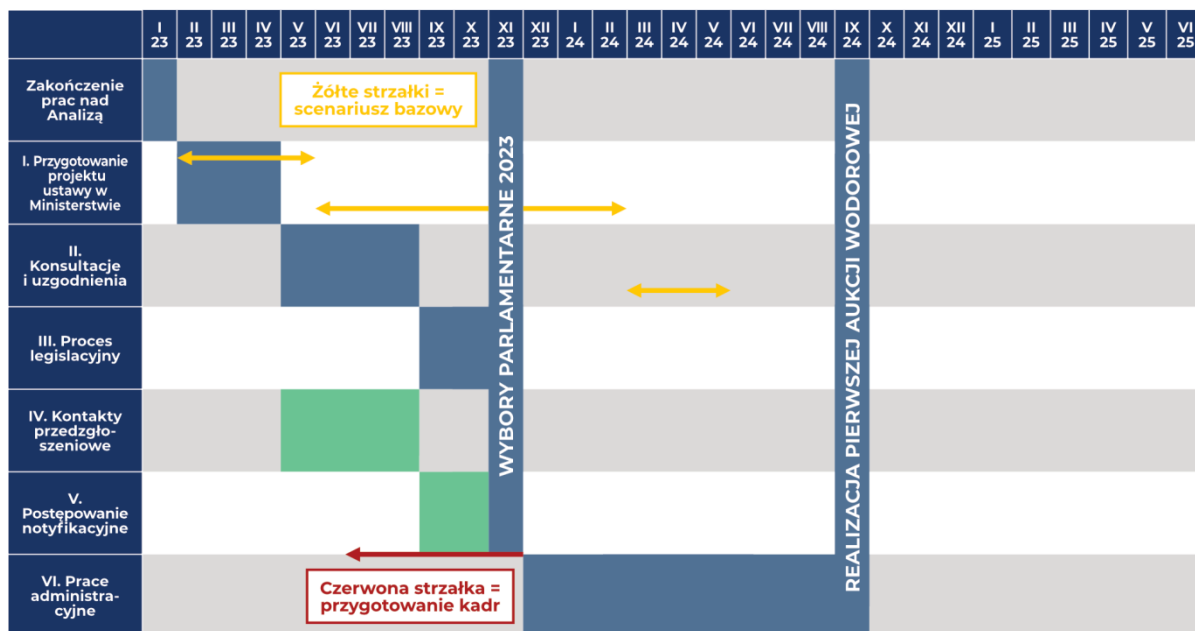 I II III IV V VI VII VIII IX X XI XII I II III IV V VI VII VIII IX X XII XII I III IV V VI
23 23 23 23 23 23 23 23 23 23 23 23 24 24 24 24 24 24 24 24 24 24 24 24 25 25 25 25 25
Zakończenie
prac nad
Analizą
Żółte strzałki =
scenariusz bazowy
I. Przygotowanie
projektu
ustawy w
Ministerstwie
II.
Konsultacje
i uzgodnienia
III. Proces
legislacyjny
IV. Kontakty
przedzgło-
szeniowe
V.
Postępowanie
notyfikacyjne
VI. Prace
administra-
cyjne
WYBORY PARLAMENTARNE 2023
REALIZACJA PIERWSZEJ AUKCJI WODOROWEJ
Czerwona strzałka =
przygotowanie kadr